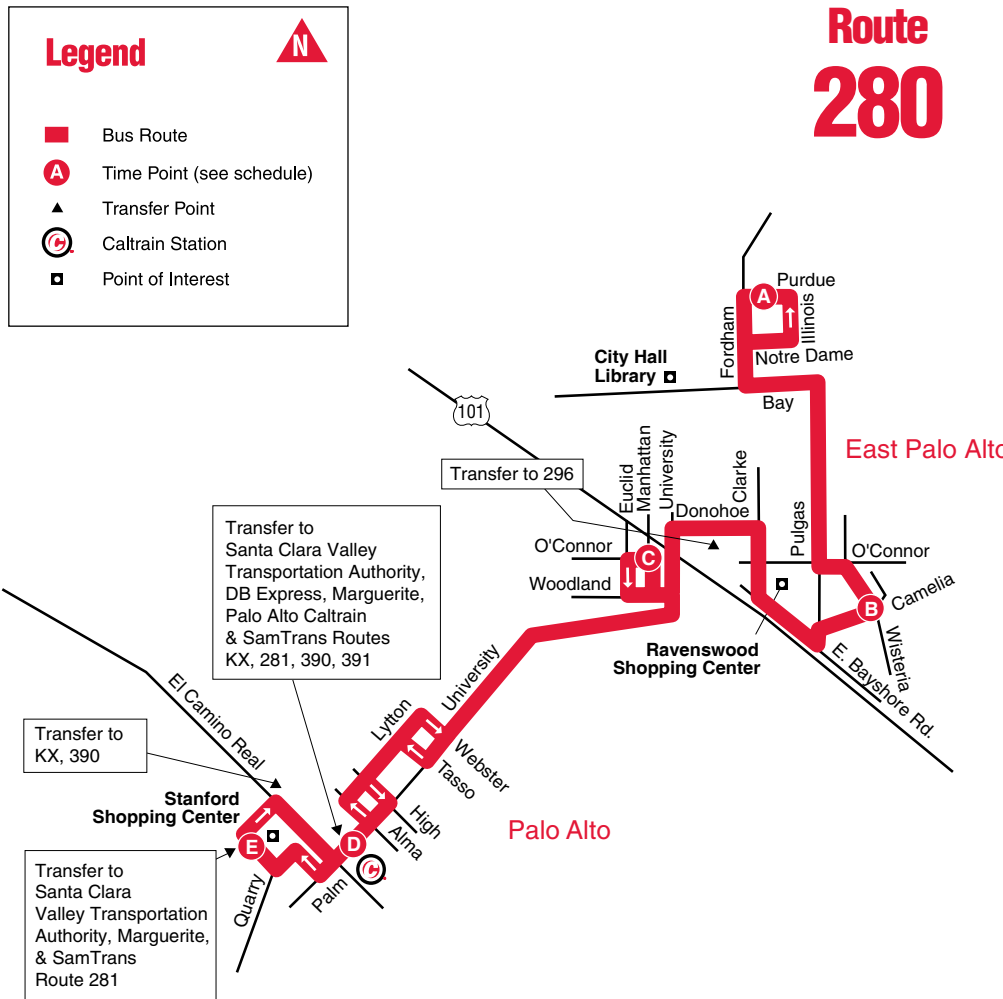 Legend
N
Bus Route
A
Time Point (see schedule)
Transfer Point
C
Caltrain Station
Point of Interest
Route
280
A
Purdue
Fordham
Illinois
Notre Dame
City Hall
Library
Bay
101
East Palo Alto
Transfer to 296
Euclid
Manhattan
University
Donohoe
Clarke
Pulgas
O'Connor
C
O'Connor
Woodland
B
Camelia
Wisteria
Ravenswood
Shopping Center
E. Bayshore Rd.
Transfer to
Santa Clara Valley
Transportation Authority,
DB Express, Marguerite,
Palo Alto Caltrain
& SamTrans Routes
KX, 281, 390, 391
University
El Camino Real
Lytton
Webster
Tasso
Transfer to
KX, 390
Stanford
Shopping Center
High
Alma
Palo Alto
E
D
C
Palm
Quarry
Transfer to
Santa Clara
Valley Transportation
Authority, Marguerite,
& SamTrans
Route 281